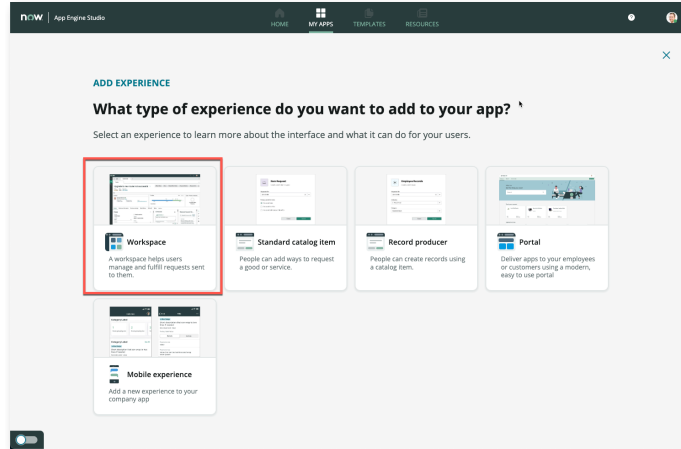 now. App Engine Studio
HOME MY APPS TEMPLATES RESOURCES
ADD EXPERIENCE
What type of experience do you want to add to your app?
Select an experience to learn more about the interface and what it can do for your users.
Workspace
A workspace helps users
manage and fulfill requests sent
to them.
Standard catalog item
People can add ways to request
a good or service.
Record producer
People can create records using
a catalog item.
Portal
Deliver apps to your employees
or customers using a modern,
easy to use portal
Mobile experience
Add a new experience to your
company app